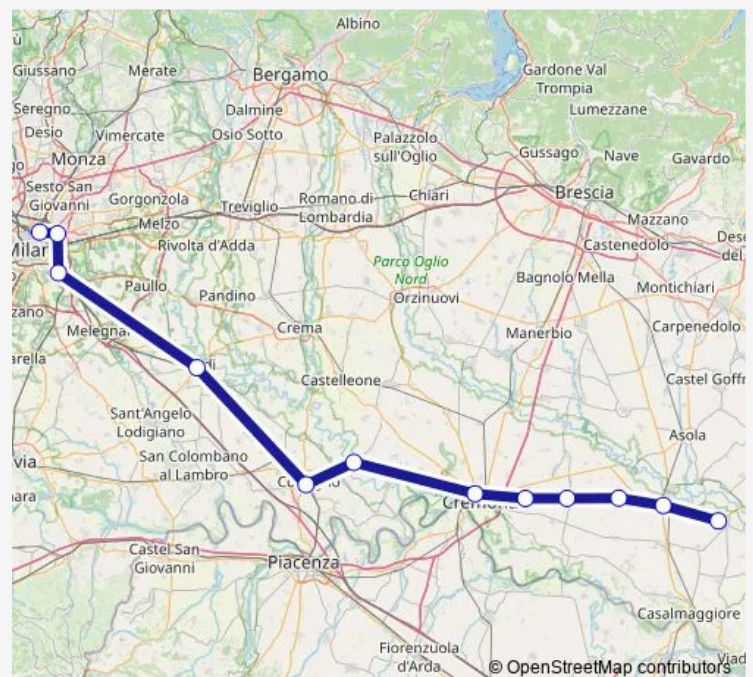 Albino
Giussano
Merate
Bergamo
Gardone Val
Trompia
Seregno
Dalmine
Lumezzane
Desio
Vimercate
Osio Sotto
Palazzolo
sull'Oglio
Gussago
Nave
Gavardo
Monza
Sesto San
Giovanni
Gorgonzola
Treviglio
Romano di
Lombardia
Chiari
Brescia
Melzo
Mazzano
Rivolta d'Adda
Castenedolo
Parco Oglio
Nord
Bagnolo Mella
Montichiari
Paullo
Pandino
Orzinuovi
Crema
Manerbio
Carpenedolo
Castelleone
Sant'Angelo
Lodigiano
Asola
San Colombano
al Lambro
Castel San
Giovanni
Piacenza
Casalmaggiore
Fiorenzuola
d'Arda
© OpenStreetMap contributors